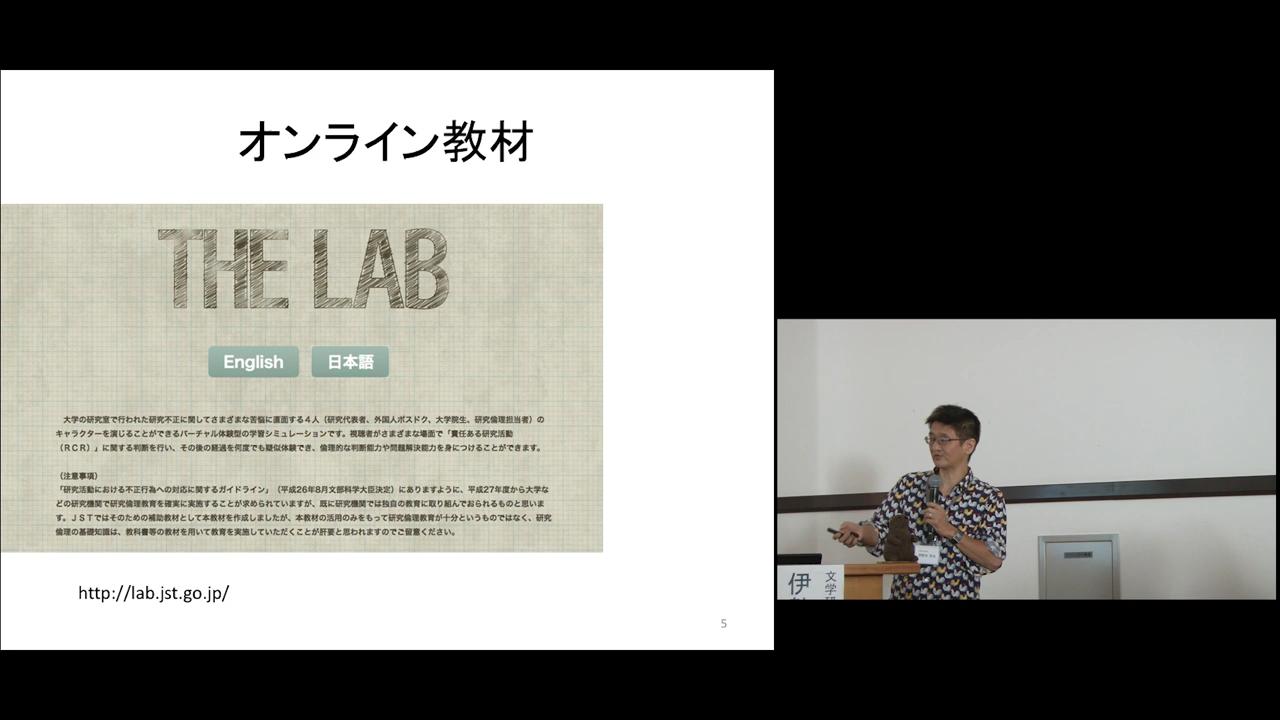 オンライン教材
THE LAB
English
日本語
大学の研究室で行われた研究不正に関してさまざまな苦悩に直面する4人（研究代表者、外国人ポスドク、大学院生、研究倫理担当者）の
キャラクターを演じることができるバーチャル体験型の学習シミュレーションです。視聴者がさまざまな場面で「責任ある研究活動
（ＲＣＲ）」に関する判断を行い、その後の経過を何度でも疑似体験でき、倫理的な判断能力や問題解決能力を身につけることができます。
（注意事項）
「研究活動における不正行為への対応に関するガイドライン」（平成26年8月文部科学大臣決定）にありますように、平成27年度から大学な
どの研究機関で研究倫理教育を確実に実施することが求められていますが、既に研究機関では独自の教育に取り組んでおられるものと思いま
す。ＪＳＴではそのための補助教材として本教材を作成しましたが、本教材の活用のみをもって研究倫理教育が十分というものではなく、研究
倫理の基礎知識は、教科書等の教材を用いて教育を実施していただくことが肝要と思われますのでご留意ください。
http://lab.jst.go.jp/
5
文学研
伊